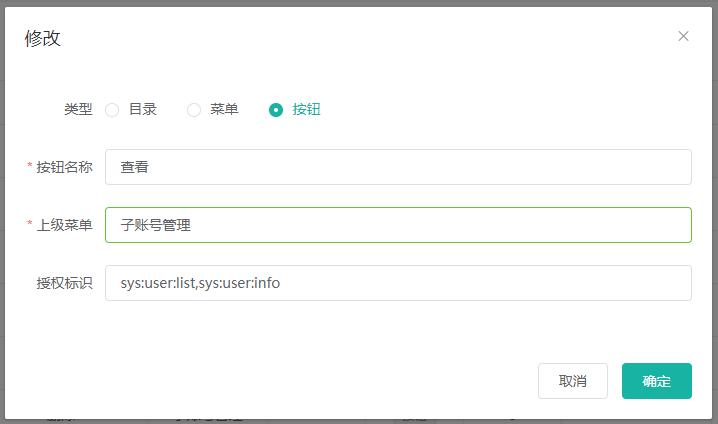 修改
类型 目录 菜单 按钮
* 按钮名称 查看
* 上级菜单 子账号管理
授权标识 sys:user:list,sys:user:info
取消 确定